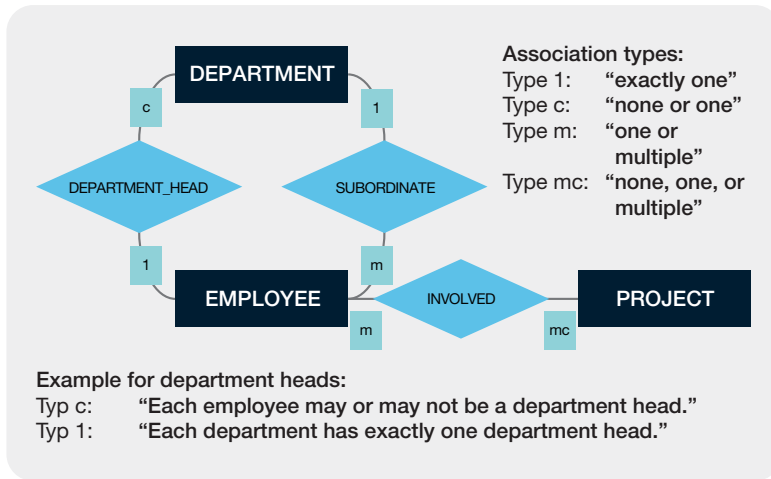 DEPARTMENT
c
1
DEPARTMENT_HEAD
SUBORDINATE
1
m
EMPLOYEE
INVOLVED
PROJECT
m
mc
Association types:
Type 1: “exactly one”
Type c: “none or one”
Type m: “one or
multiple”
Type mc: “none, one, or
multiple”
Example for department heads:
Typ c: “Each employee may or may not be a department head.”
Typ 1: “Each department has exactly one department head.”